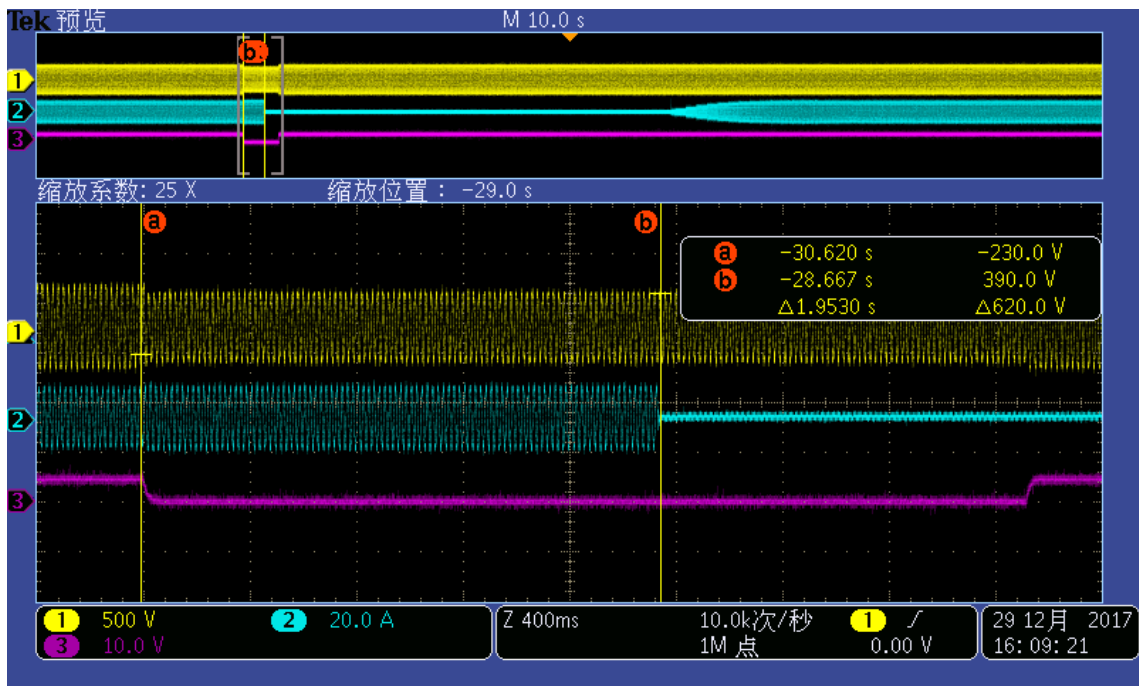 Tek 预览 M 10.0 s
b
1
2
3
缩放系数: 25 X 缩放位置： -29.0 s
a b
a -30.620 s -230.0 V
b -28.667 s 390.0 V
△1.9530 s △620.0 V
1
2
3
1 500 V 2 20.0 A Z 400ms 10.0k次/秒 1 29 12月 2017
3 10.0 V 1M 点 0.00 V 16:09:21